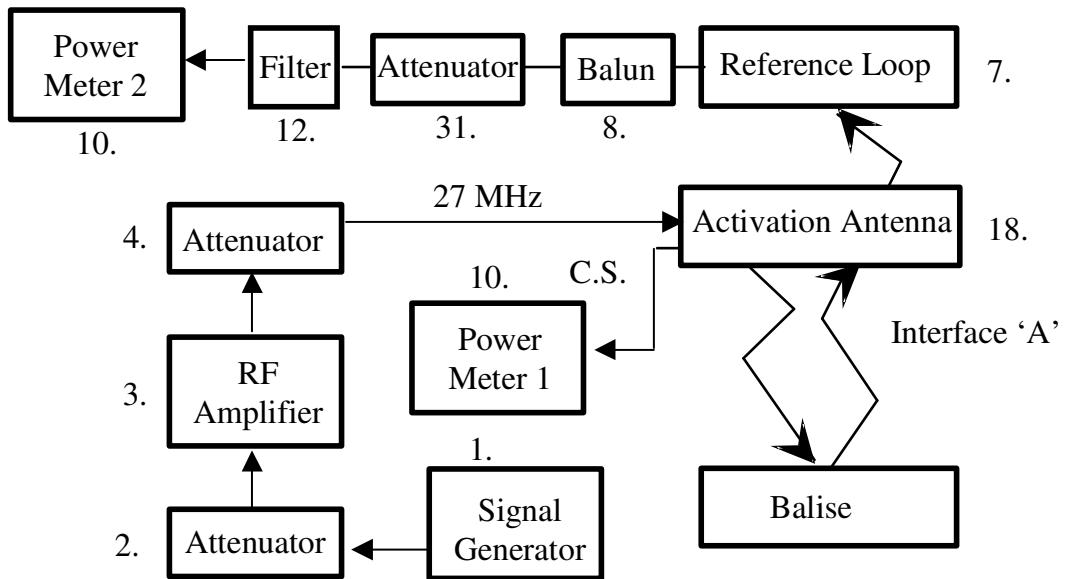 Power
Meter 2
Filter
Attenuator
Balun
Reference Loop
7.
10.
12.
31.
8.
27 MHz
4.
Attenuator
Activation Antenna
18.
10.
C.S.
Power
Meter 1
Interface ‘A’
3.
RF
Amplifier
1.
Signal
Generator
Balise
2.
Attenuator